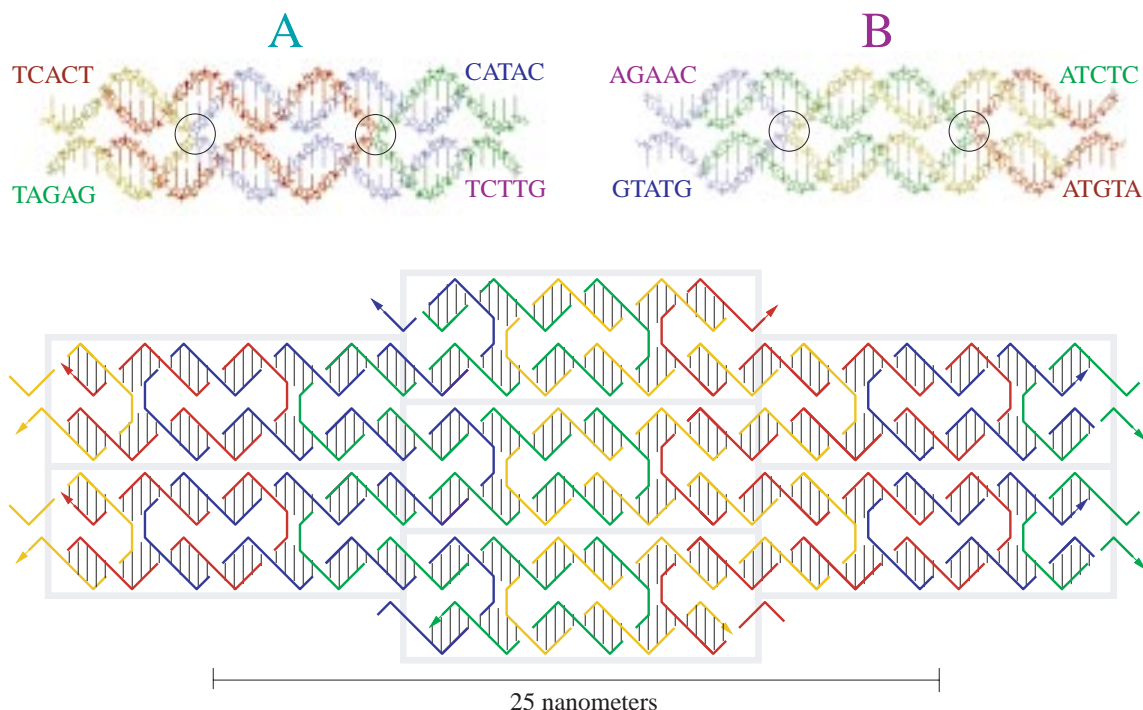 A
B
TCACT
CATAC
AGAAC
ATCTC
TAGAG
TCTTG
GTATG
ATGTA
25 nanometers